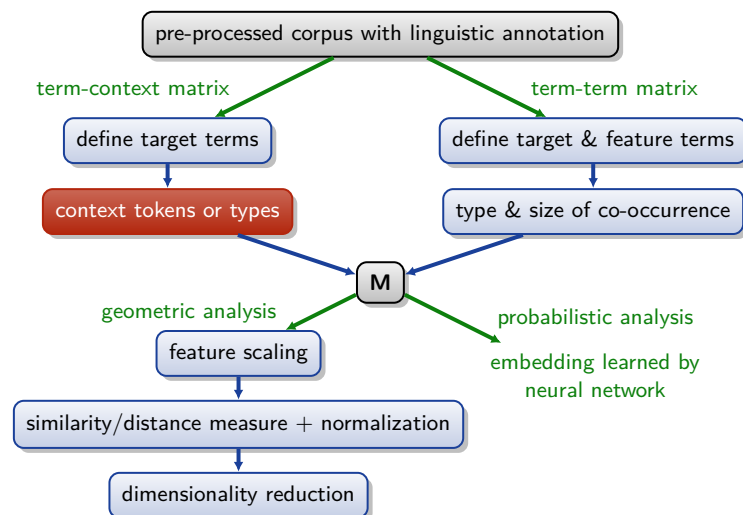 pre-processed corpus with linguistic annotation
term-context matrix
term-term matrix
define target terms
define target & feature terms
context tokens or types
type & size of co-occurrence
M
geometric analysis
probabilistic analysis
feature scaling
embedding learned by
neural network
similarity/distance measure + normalization
dimensionality reduction